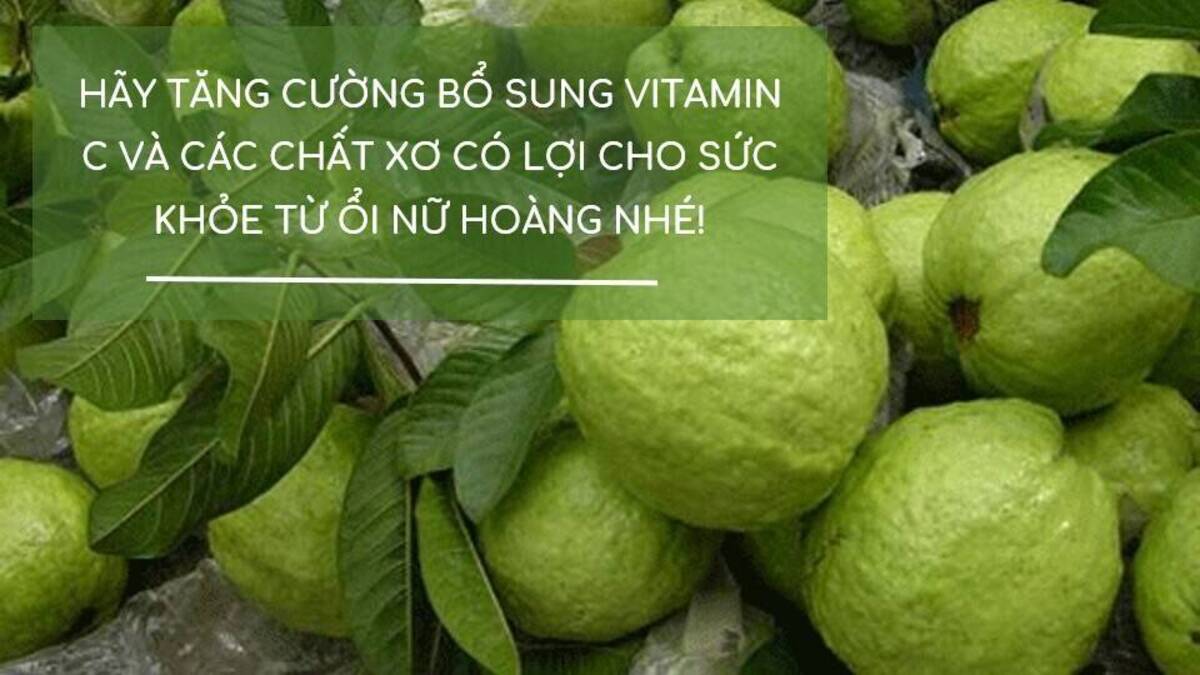 HÃY TĂNG CƯỜNG BỔ SUNG VITAMIN
C VÀ CÁC CHẤT XƠ CÓ LỢI CHO SỨC
KHỎE TỪ ỔI NỮ HOÀNG NHÉ!